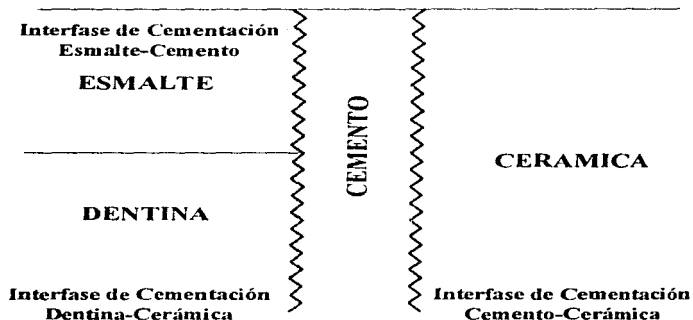 Interfase de Cementación
Esmalte-Cemento
ESMALTE
DENTINA
Interfase de Cementación
Dentina-Cerámica
CEMENTO
CERAMICA
Interfase de Cementación
Cemento-Cerámica